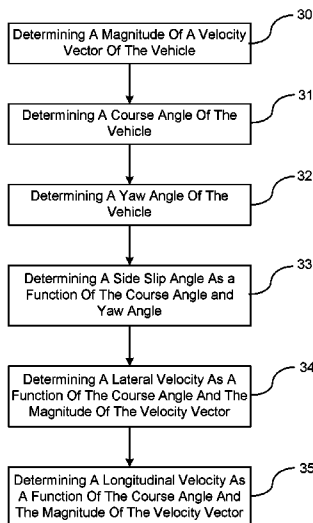 30
Determining A Magnitude Of A Velocity
Vector Of The Vehicle
31
Determining A Course Angle Of The
Vehicle
32
Determining A Yaw Angle Of The
Vehicle
33
Determining A Side Slip Angle As a
Function Of The Course Angle and
Yaw Angle
34
Determining A Lateral Velocity As A
Function Of The Course Angle And The
Magnitude Of The Velocity Vector
35
Determining A Longitudinal Velocity As
A Function Of The Course Angle And
The Magnitude Of The Velocity Vector